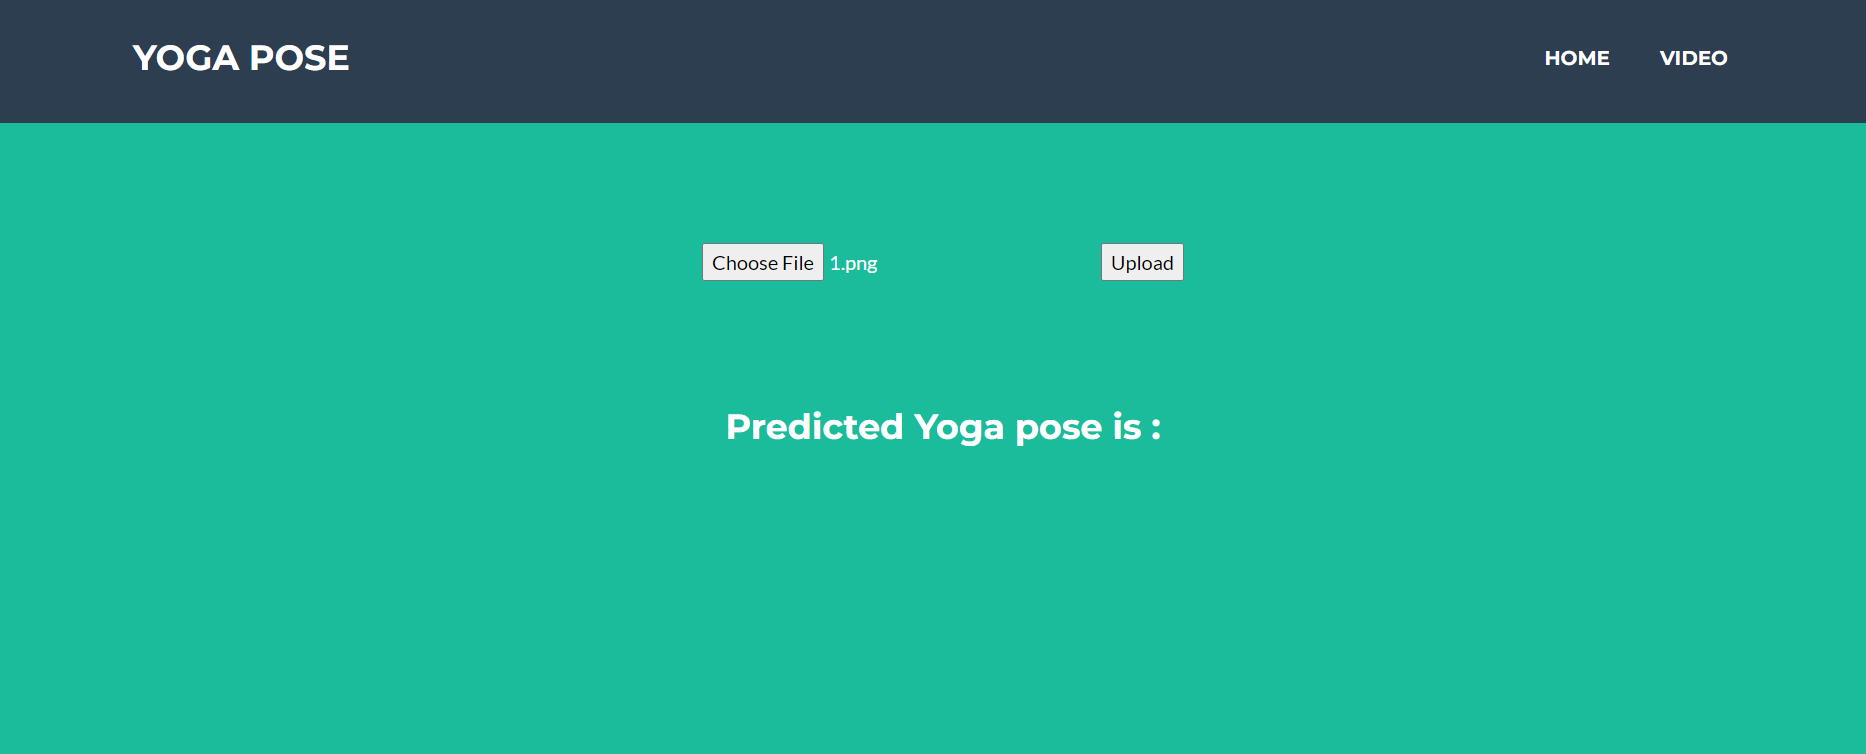 YOGA POSE
HOME VIDEO
Choose File 1.png Upload
Predicted Yoga pose is :